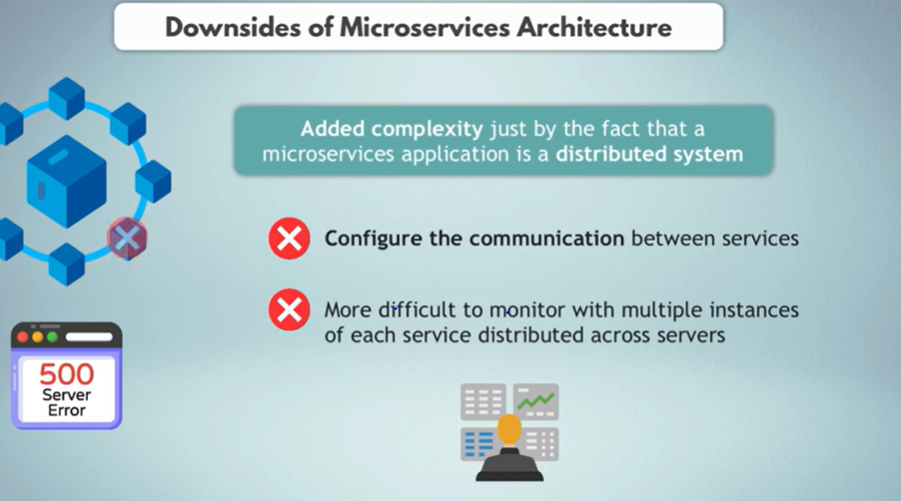 Downsides of Microservices Architecture
Added complexity just by the fact that a
microservices application is a distributed system
Configure the communication between services
More difficult to monitor with multiple instances
of each service distributed across servers
500
Server
Error